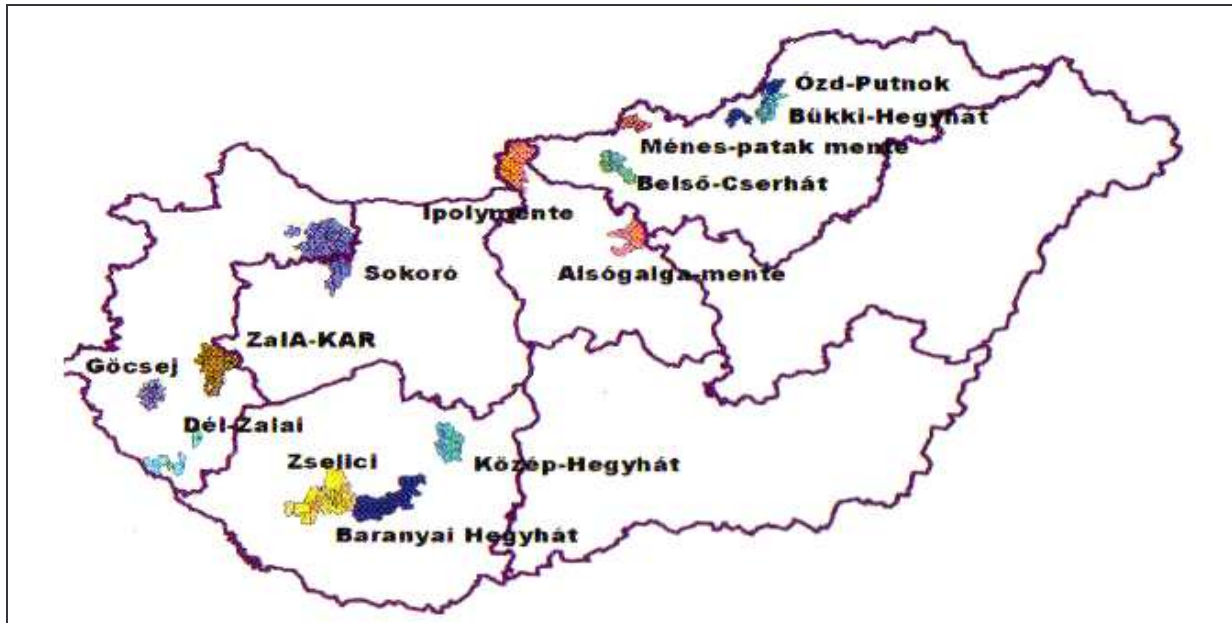 Ózd-Putnok
Bükki-Hegyhát
Ménes-patak mente
Belső-Cserhát
Ipolymente
Alsógalga-mente
Sokoró
ZalA-KAR
Göcsej
Dél-Zalai
Zselici
Közép-Hegyhát
Baranyai Hegyhát